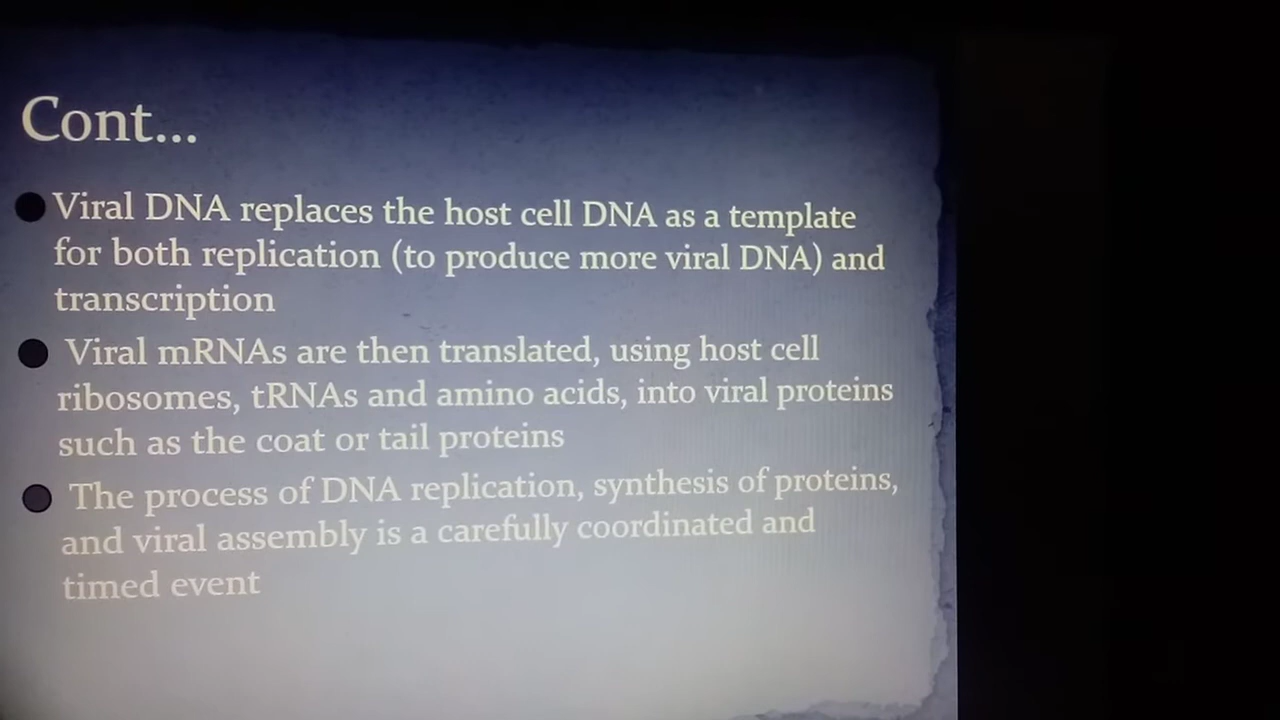 Cont...
Viral DNA replaces the host cell DNA as a template
for both replication (to produce more viral DNA) and
transcription
Viral mRNAs are then translated, using host cell
ribosomes, tRNAs and amino acids, into viral proteins
such as the coat or tail proteins
The process of DNA replication, synthesis of proteins,
and viral assembly is a carefully coordinated and
timed event